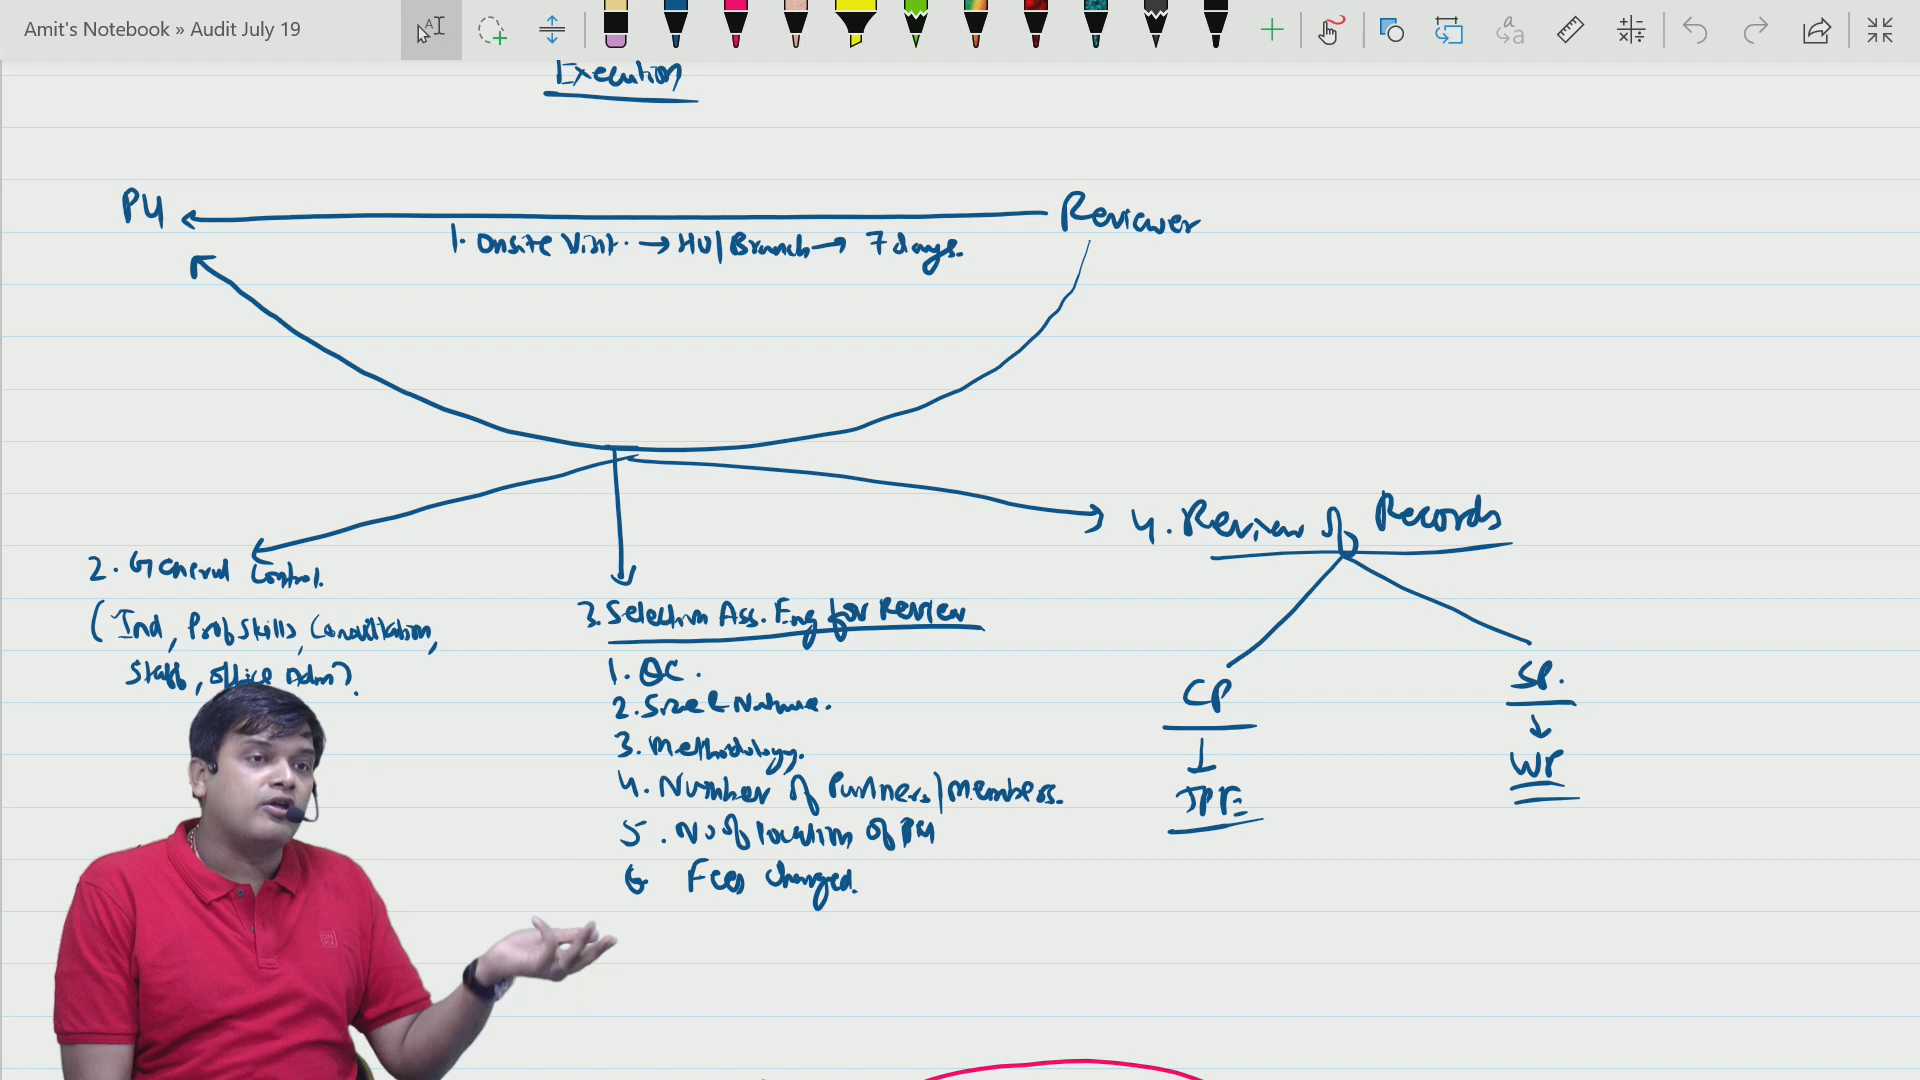 Amit's Notebook » Audit July 19
Execution
PU
Reviewer
1. Onsite Visit. → HO/Branch → 7 days.
4. Review of Records
2. General Control.
(Ind, Prof Skills, Consultation,
Staff, office Adm).
3. Selection Ass. Eng for Review
1. QC.
2. Size & Nature.
3. Methodology.
4. Number of Partners/Members.
5. No of location of PU
6 Fees Charged.
CP
SP.
WP